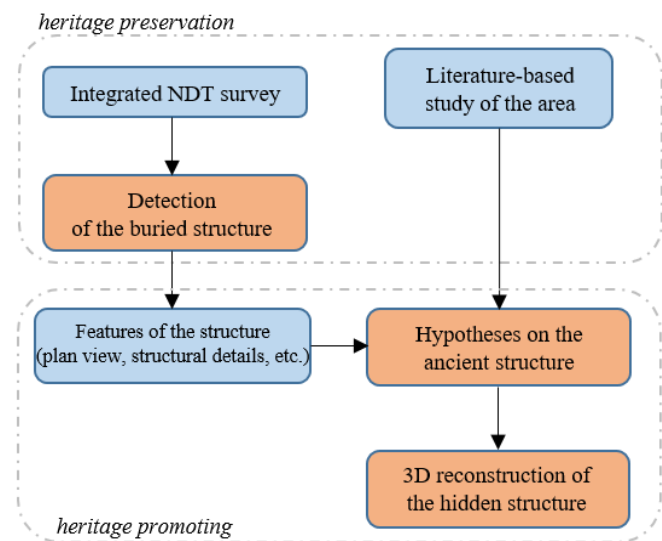 heritage preservation
Integrated NDT survey
Literature-based
study of the area
Detection
of the buried structure
Features of the structure
(plan view, structural details, etc.)
Hypotheses on the
ancient structure
3D reconstruction of
the hidden structure
heritage promoting